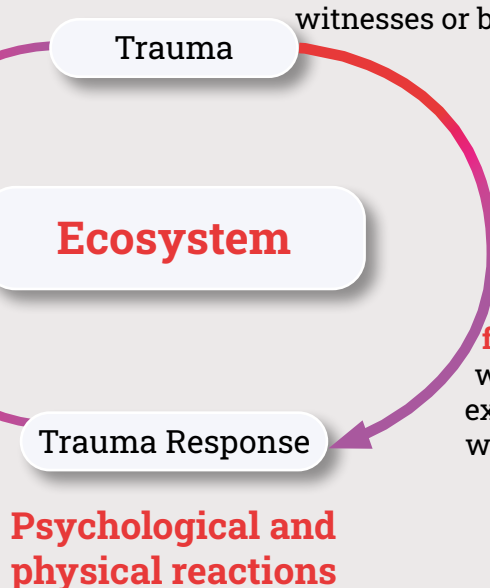 witnesses or b
Trauma
Ecosystem
f
w
ex
w
Trauma Response
Psychological and
physical reactions